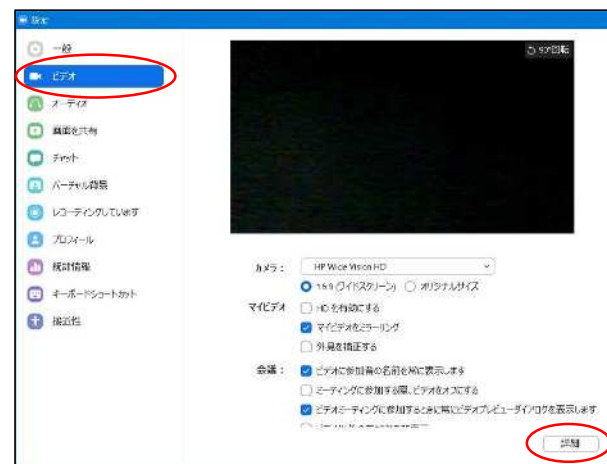 設定
一般
ビデオ
オーディオ
画面を共有
チャット
バーチャル背景
レコーディングしています
プロフィール
統計情報
キーボードショートカット
接近性
90°回転
カメラ:
HP Wide Vision HD
16:9 (ワイドスクリーン)
オリジナルサイズ
マイビデオ
HD を有効にする
マイビデオをミラーリング
外見を補正する
会議:
ビデオに参加者の名前を常に表示します
ミーティングに参加する際、ビデオをオフにする
ビデオミーティングに参加するときに常にビデオプレビューダイアログを表示します
詳細